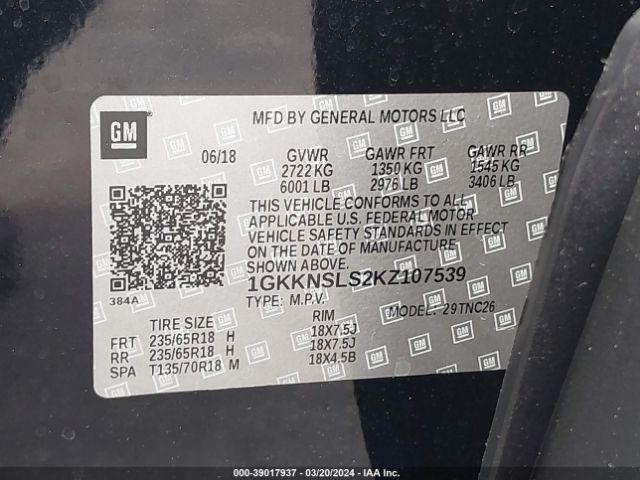 GM
MFD BY GENERAL MOTORS LLC
06/18 GVWR GAWR FRT GAWR RR
2722 KG 1350 KG 1545 KG
6001 LB 2976 LB 3406 LB
THIS VEHICLE CONFORMS TO ALL
APPLICABLE U.S. FEDERAL MOTOR
VEHICLE SAFETY STANDARDS IN EFFECT
ON THE DATE OF MANUFACTURE
SHOWN ABOVE.
384A
1GKKNSLS2KZ107539
TYPE: M.P.V. MODEL: 29TNC26
TIRE SIZE RIM
FRT 235/65R18 H 18X7.5J
RR 235/65R18 H 18X7.5J
SPA T135/70R18 M 18X4.5B
000-39017937 - 03/20/2024 - IAA Inc.